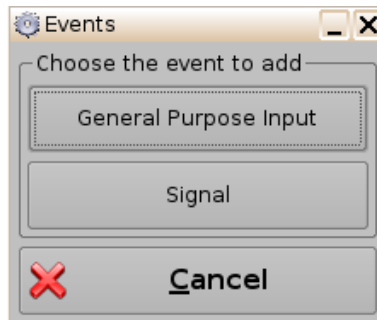 Events
Choose the event to add
General Purpose Input
Signal
Cancel